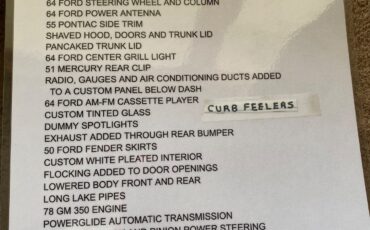 64 FORD STEERING WHEEL AND COLUMN
64 FORD POWER ANTENNA
55 PONTIAC SIDE TRIM
SHAVED HOOD, DOORS AND TRUNK LID
PANCAKED TRUNK LID
64 FORD CENTER GRILL LIGHT
51 MERCURY REAR CLIP
RADIO, GAUGES AND AIR CONDITIONING DUCTS ADDED
TO A CUSTOM PANEL BELOW DASH
64 FORD AM-FM CASSETTE PLAYER
CURB FEELERS
CUSTOM TINTED GLASS
DUMMY SPOTLIGHTS
EXHAUST ADDED THROUGH REAR BUMPER
50 FORD FENDER SKIRTS
CUSTOM WHITE PLEATED INTERIOR
FLOCKING ADDED TO DOOR OPENINGS
LOWERED BODY FRONT AND REAR
LONG LAKE PIPES
78 GM 350 ENGINE
POWERGLIDE AUTOMATIC TRANSMISSION
AND PINION POWER STEERING